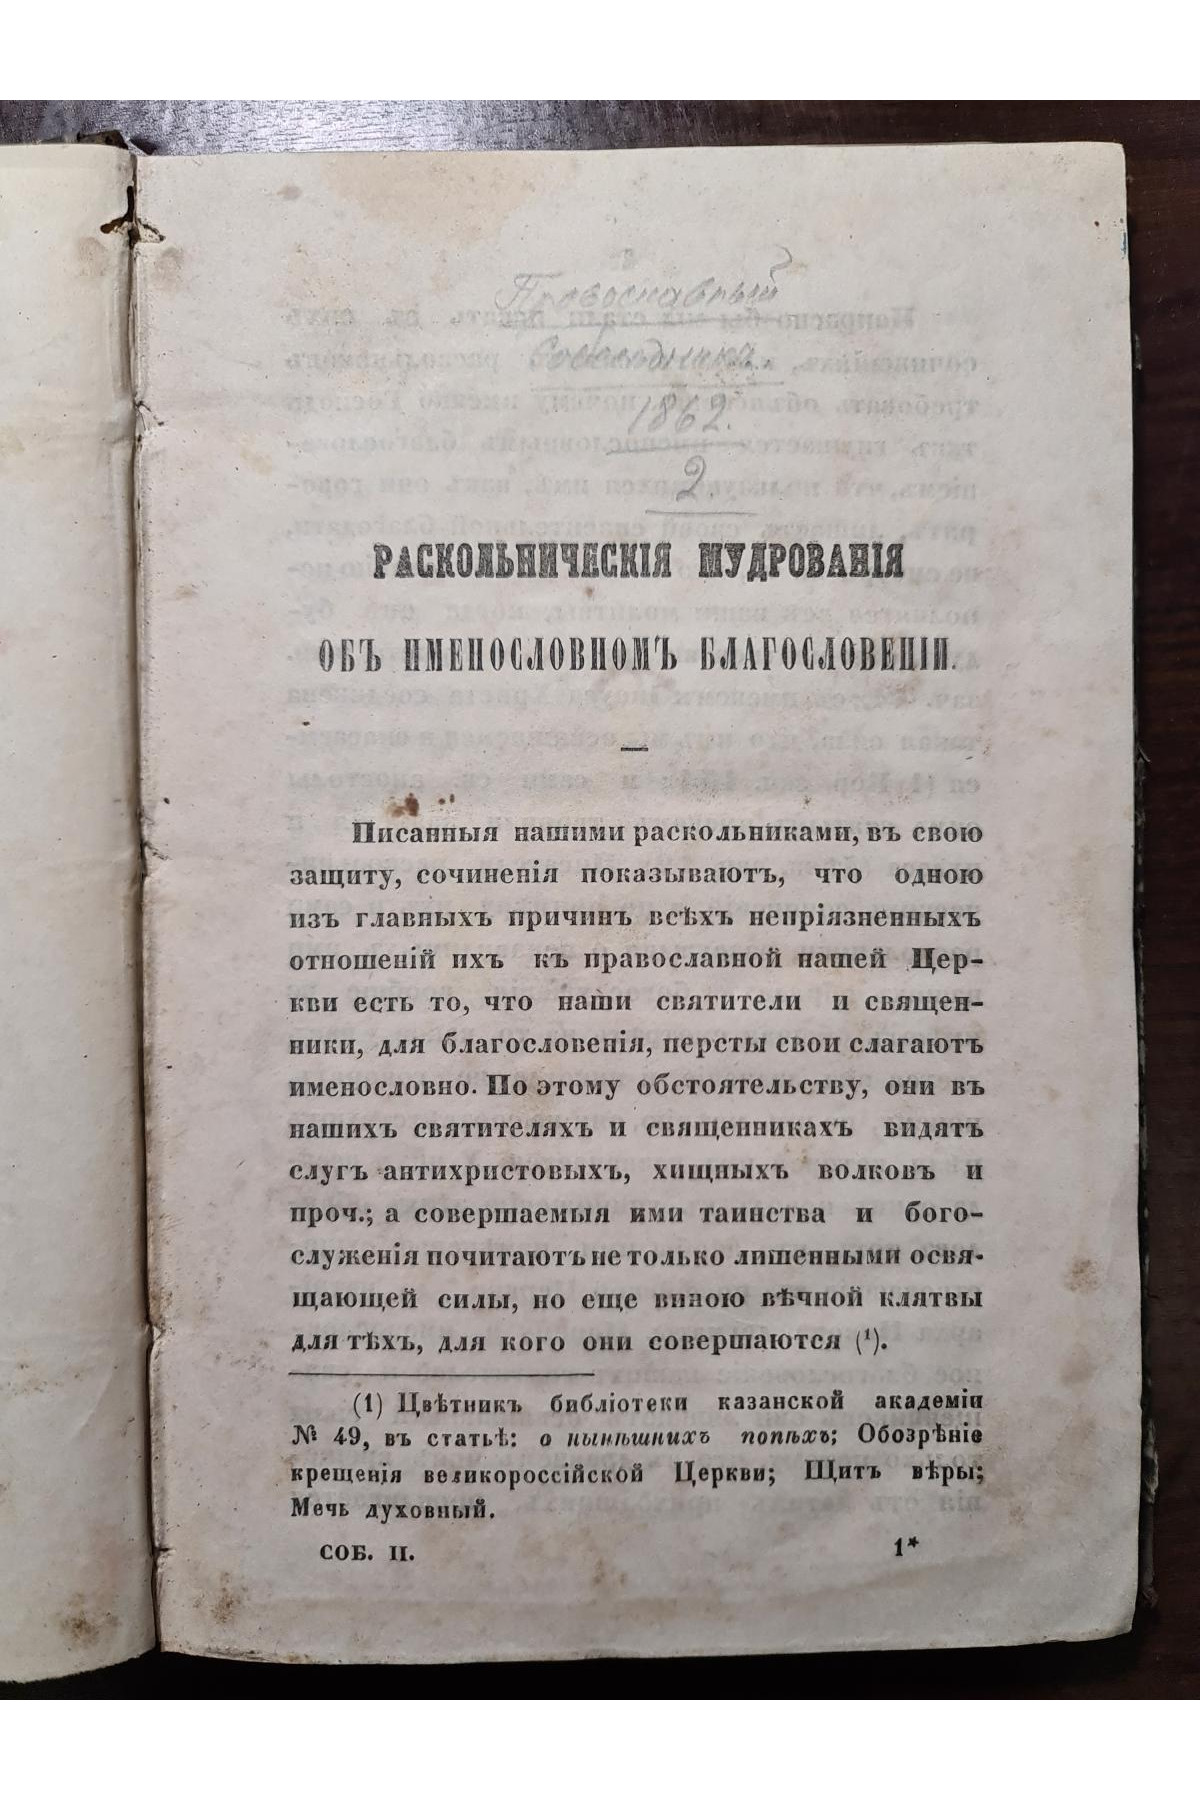 Православный
Собеседникъ.
1862.
2.
РАСКОЛЬНИЧЕСКІЯ МУДРОВАНІЯ
ОБЪ ИМЕНОСЛОВНОМЪ БЛАГОСЛОВЕНІИ.
Писанныя нашими раскольниками, въ свою
защиту, сочиненія показываютъ, что одною
изъ главныхъ причинъ всѣхъ непріязненныхъ
отношеній ихъ къ православной нашей Цер-
кви есть то, что наши святители и священ-
ники, для благословенія, персты свои слагаютъ
именословно. По этому обстоятельству, они въ
нашихъ святителяхъ и священникахъ видятъ
слугъ антихристовыхъ, хищныхъ волковъ и
проч.; а совершаемыя ими таинства и бого-
служенія почитаютъ не только лишенными освя-
щающей силы, но еще виною вѣчной клятвы
для тѣхъ, для кого они совершаются (¹).
(1) Цвѣтникъ библіотеки казанской академіи
№ 49, въ статьѣ: о нынѣшнихъ попѣхъ; Обозрѣніе
крещенія великороссійской Церкви; Щитъ вѣры;
Мечь духовный.
СОБ. II. 1*